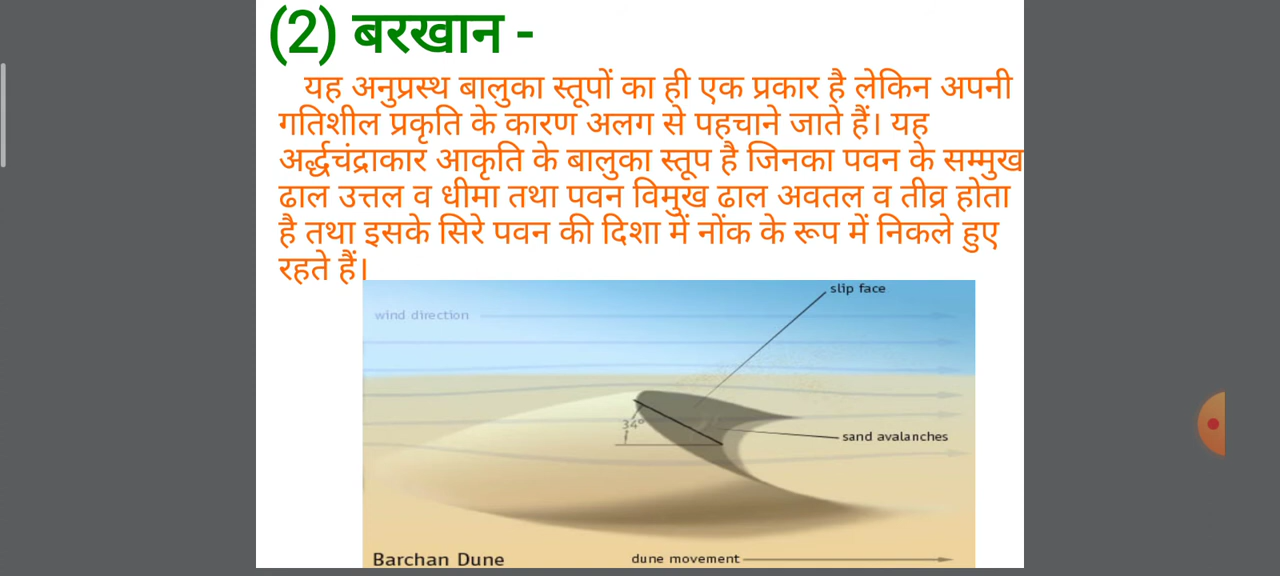 (2) बरखान -
यह अनुप्रस्थ बालुका स्तूपों का ही एक प्रकार है लेकिन अपनी
गतिशील प्रकृति के कारण अलग से पहचाने जाते हैं। यह
अर्द्धचंद्राकार आकृति के बालुका स्तूप है जिनका पवन के सम्मुख
ढाल उत्तल व धीमा तथा पवन विमुख ढाल अवतल व तीव्र होता
है तथा इसके सिरे पवन की दिशा में नोंक के रूप में निकले हुए
रहते हैं।
slip face
wind direction
34°
sand avalanches
Barchan Dune
dune movement